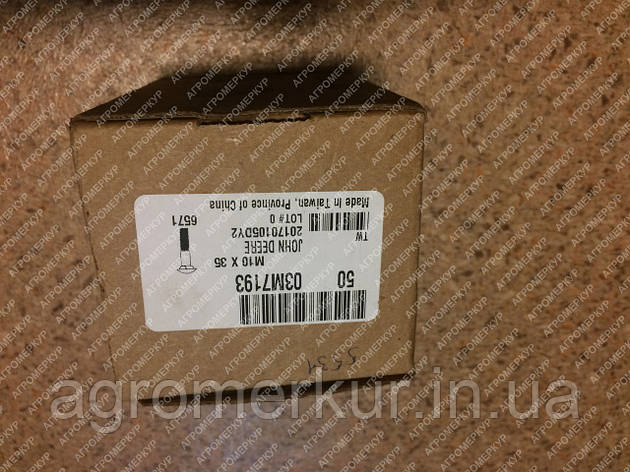 50 03M7193
M10 X 35
JOHN DEERE
20170105DY2
LOT# 0
TW
6571
Made In Taiwan, Province of China
5531
АГРОМЕРКУР
agromerkur.in.ua